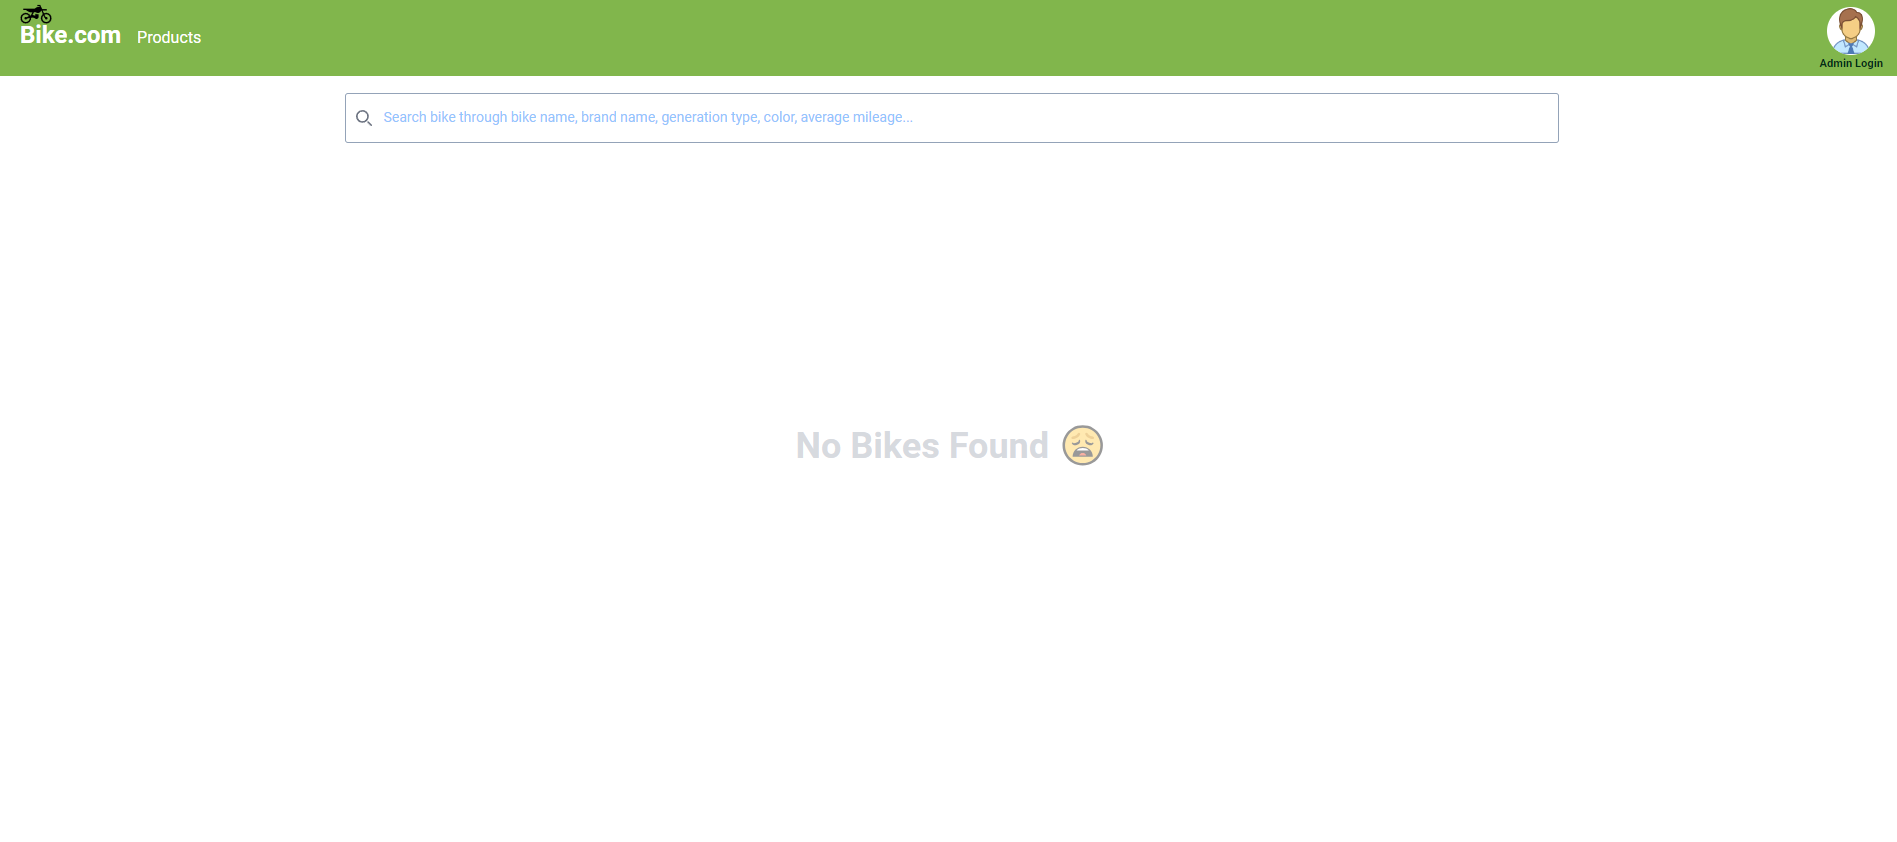 Bike.com
Products
Admin Login
Search bike through bike name, brand name, generation type, color, average mileage...
No Bikes Found 😩